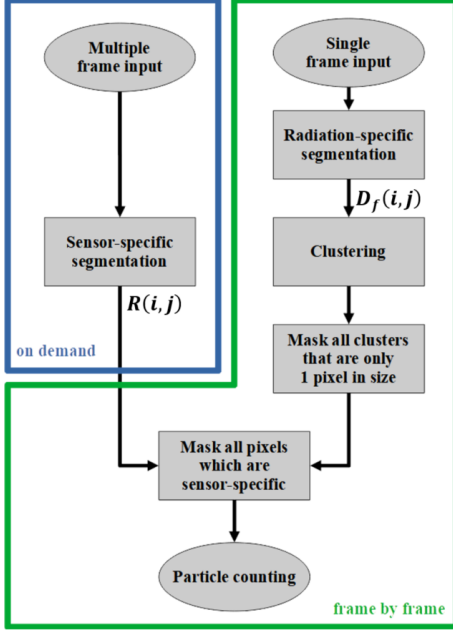 Multiple
frame input
Sensor-specific
segmentation
R(i,j)
on demand
Single
frame input
Radiation-specific
segmentation
D_f(i,j)
Clustering
Mask all clusters
that are only
1 pixel in size
Mask all pixels
which are
sensor-specific
Particle counting
frame by frame